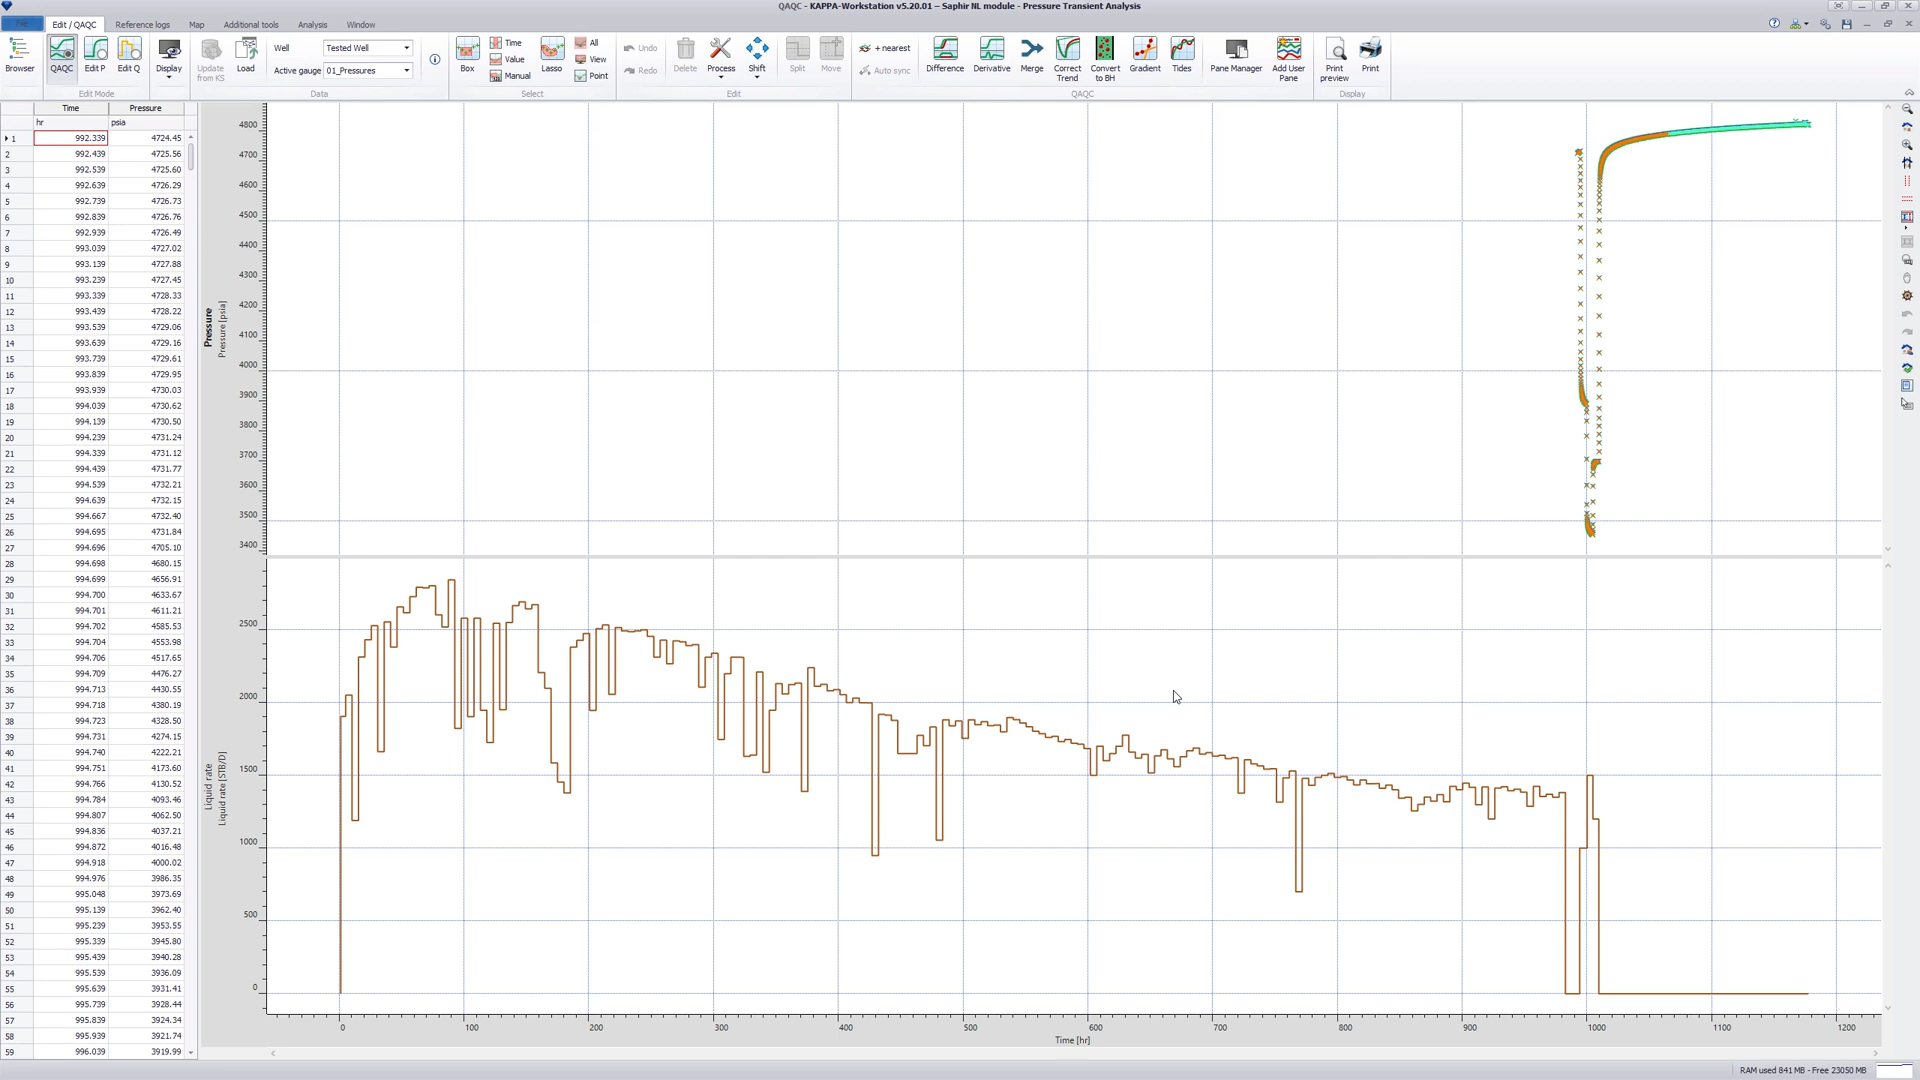 QAQC - KAPPA-Workstation v5.20.01 - Saphir NL module - Pressure Transient Analysis
File Edit / QAQC Reference logs Map Additional tools Analysis Window
Browser QAQC Edit P Edit Q Display Update from KS Load
Well Tested Well
Active gauge 01_Pressures
Box Time Value Manual Lasso All View Point
Undo Redo Delete Process Shift Split Move
+ nearest Auto sync Difference Derivative Merge Correct Trend Convert to BH Gradient Tides Pane Manager Add User Pane Print preview Print
Edit Mode Data Select Edit QAQC Display
Time Pressure
hr psia
1 992.339 4724.45
2 992.439 4725.56
3 992.539 4725.60
4 992.639 4726.29
5 992.739 4726.73
6 992.839 4726.76
7 992.939 4726.49
8 993.039 4727.02
9 993.139 4727.88
10 993.239 4727.45
11 993.339 4728.33
12 993.439 4728.22
13 993.539 4729.06
14 993.639 4729.16
15 993.739 4729.61
16 993.839 4729.95
17 993.939 4730.03
18 994.039 4730.62
19 994.139 4730.50
20 994.239 4731.24
21 994.339 4731.12
22 994.439 4731.77
23 994.539 4732.21
24 994.639 4732.15
25 994.667 4732.40
26 994.695 4731.84
27 994.696 4705.10
28 994.698 4680.15
29 994.699 4656.91
30 994.700 4633.67
31 994.701 4611.21
32 994.702 4585.53
33 994.704 4553.98
34 994.706 4517.65
35 994.709 4476.27
36 994.713 4430.55
37 994.718 4380.19
38 994.723 4328.50
39 994.731 4274.15
40 994.740 4222.21
41 994.751 4173.60
42 994.766 4130.52
43 994.784 4093.46
44 994.807 4062.50
45 994.836 4037.21
46 994.872 4016.48
47 994.918 4000.02
48 994.976 3986.35
49 995.048 3973.69
50 995.139 3962.40
51 995.239 3953.55
52 995.339 3945.80
53 995.439 3940.28
54 995.539 3936.09
55 995.639 3931.41
56 995.739 3928.44
57 995.839 3924.34
58 995.939 3921.74
59 996.039 3919.99
Pressure
Pressure [psia]
4800
4700
4600
4500
4400
4300
4200
4100
4000
3900
3800
3700
3600
3500
3400
Liquid rate
Liquid rate [STB/D]
2500
2000
1500
1000
500
0
0 100 200 300 400 500 600 700 800 900 1000 1100 1200
Time [hr]
RAM used 841 MB - Free 23050 MB